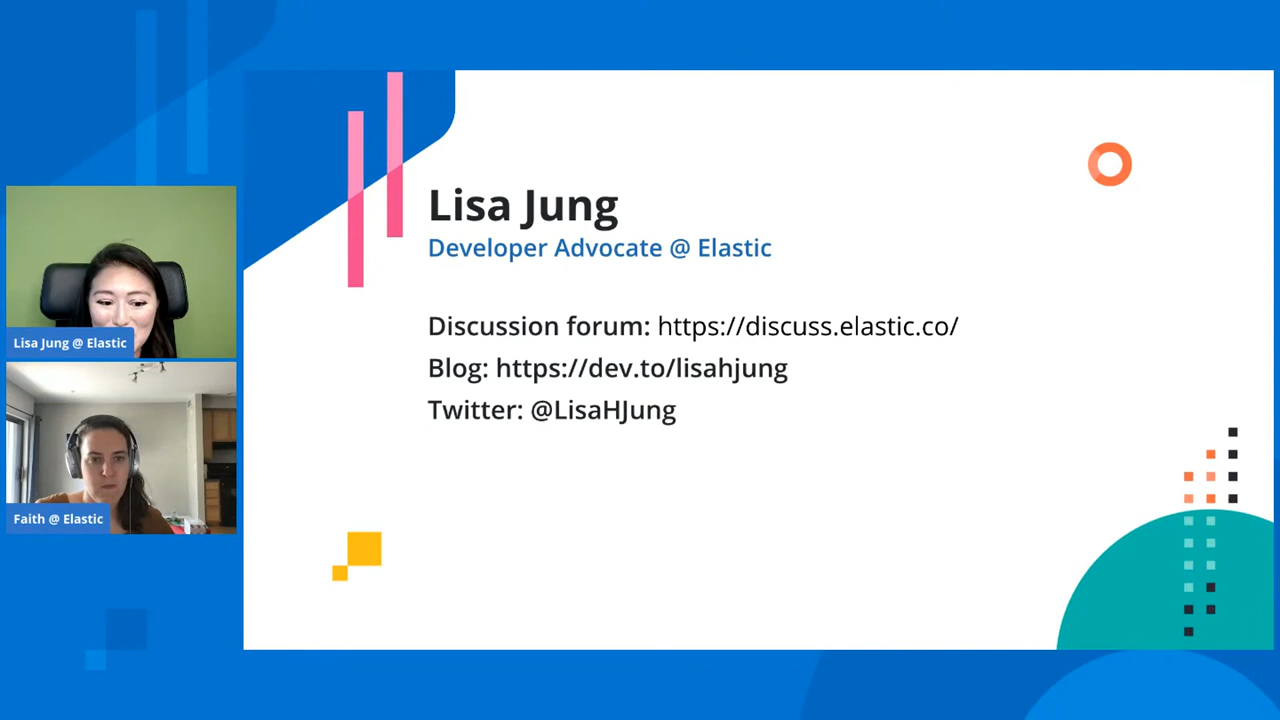 Lisa Jung
Developer Advocate @ Elastic
Discussion forum: https://discuss.elastic.co/
Blog: https://dev.to/lisahjung
Twitter: @LisaHJung
Lisa Jung @ Elastic
Faith @ Elastic